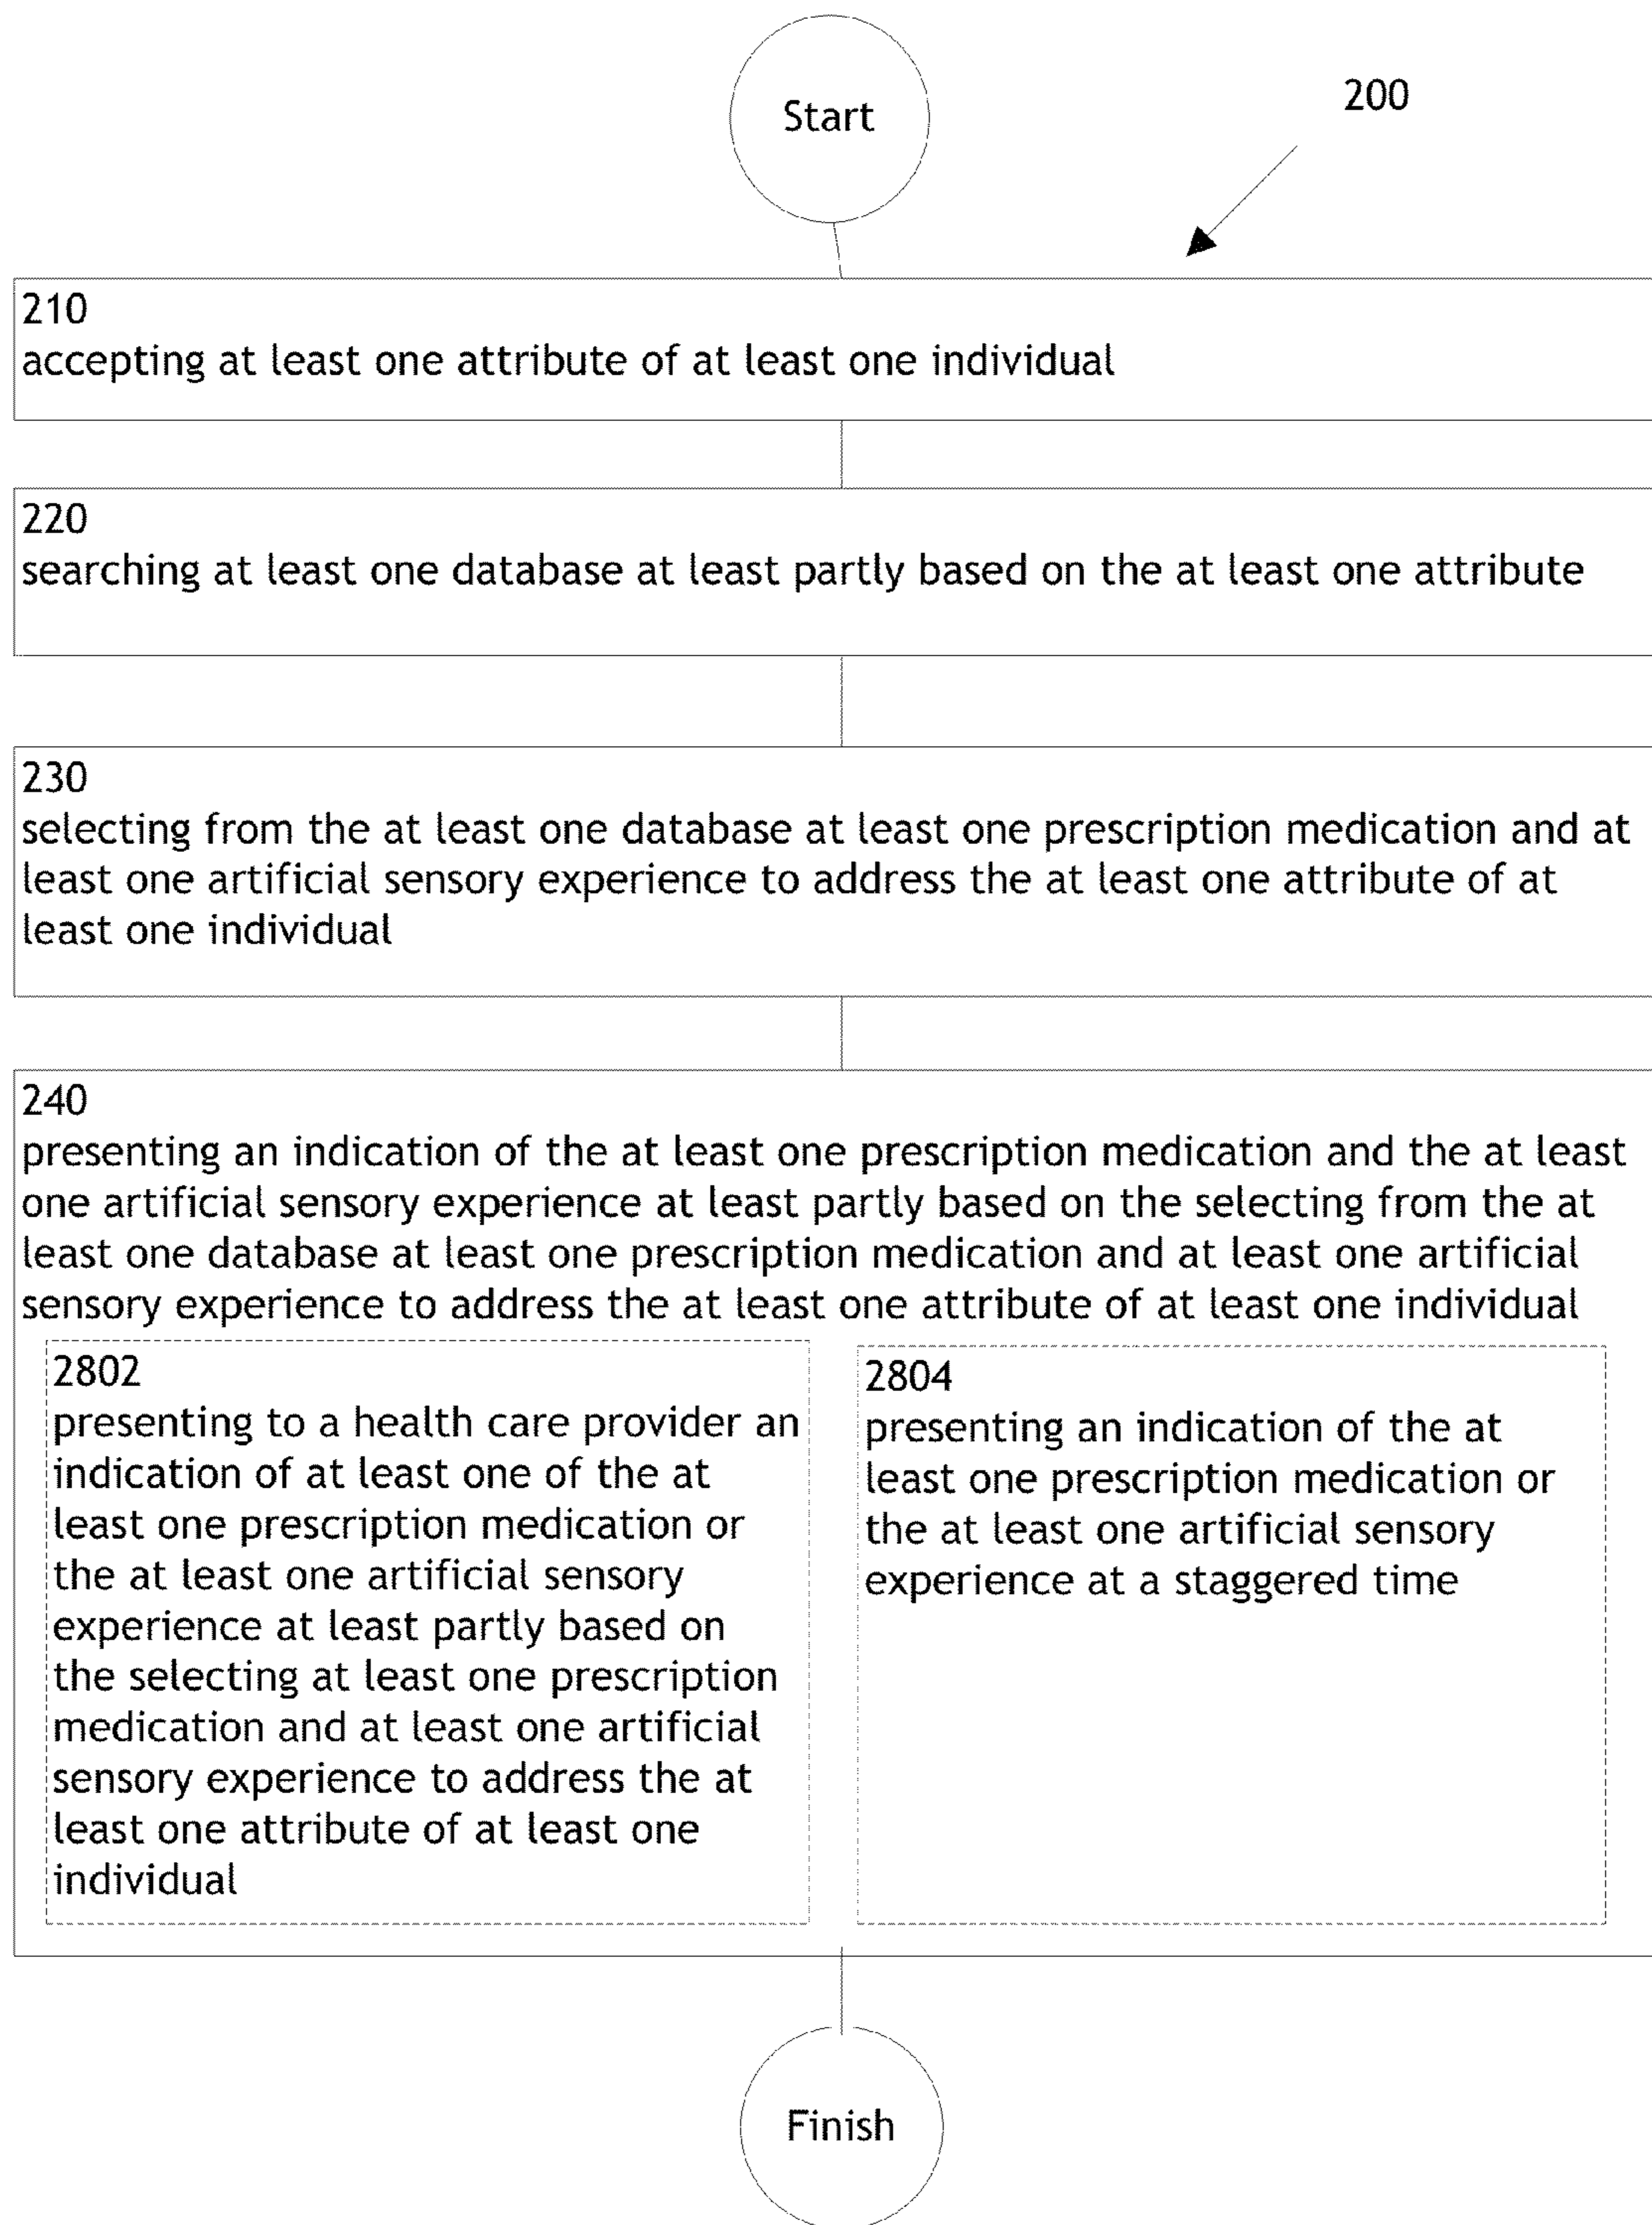 Start
200
210
accepting at least one attribute of at least one individual
220
searching at least one database at least partly based on the at least one attribute
230
selecting from the at least one database at least one prescription medication and at
least one artificial sensory experience to address the at least one attribute of at
least one individual
240
presenting an indication of the at least one prescription medication and the at least
one artificial sensory experience at least partly based on the selecting from the at
least one database at least one prescription medication and at least one artificial
sensory experience to address the at least one attribute of at least one individual
2802
presenting to a health care provider an
indication of at least one of the at
least one prescription medication or
the at least one artificial sensory
experience at least partly based on
the selecting at least one prescription
medication and at least one artificial
sensory experience to address the at
least one attribute of at least one
individual
2804
presenting an indication of the at
least one prescription medication or
the at least one artificial sensory
experience at a staggered time
Finish